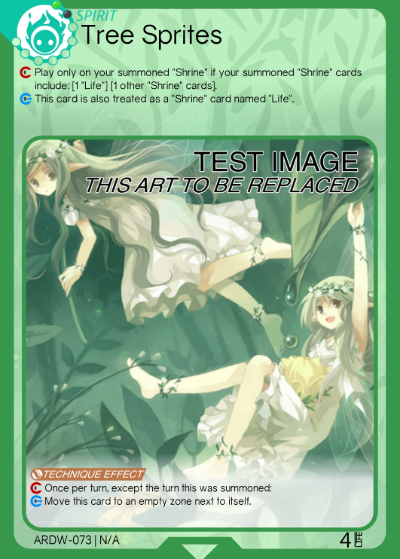 SPIRIT
Tree Sprites
C Play only on your summoned "Shrine" if your summoned "Shrine" cards
include: [1 "Life"] [1 other "Shrine" cards].
E This card is also treated as a "Shrine" card named "Life".
TEST IMAGE
THIS ART TO BE REPLACED
TECHNIQUE EFFECT
C Once per turn, except the turn this was summoned:
E Move this card to an empty zone next to itself.
ARDW-073 | N/A
4 LIFE